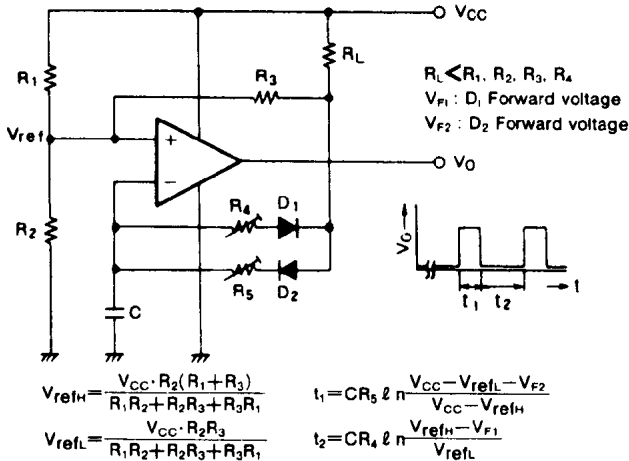 VCC
R1
R3
RL
RL<R1, R2, R3, R4
VF1 : D1 Forward voltage
VF2 : D2 Forward voltage
Vref
+
−
VO
R2
R4
D1
R5
D2
C
VO
t1
t2
t
VrefH=VCC·R2(R1+R3)/R1R2+R2R3+R3R1
t1=CR5 ℓn VCC−VrefL−VF2/VCC−VrefH
VrefL=VCC·R2R3/R1R2+R2R3+R3R1
t2=CR4 ℓn VrefH−VF1/VrefL